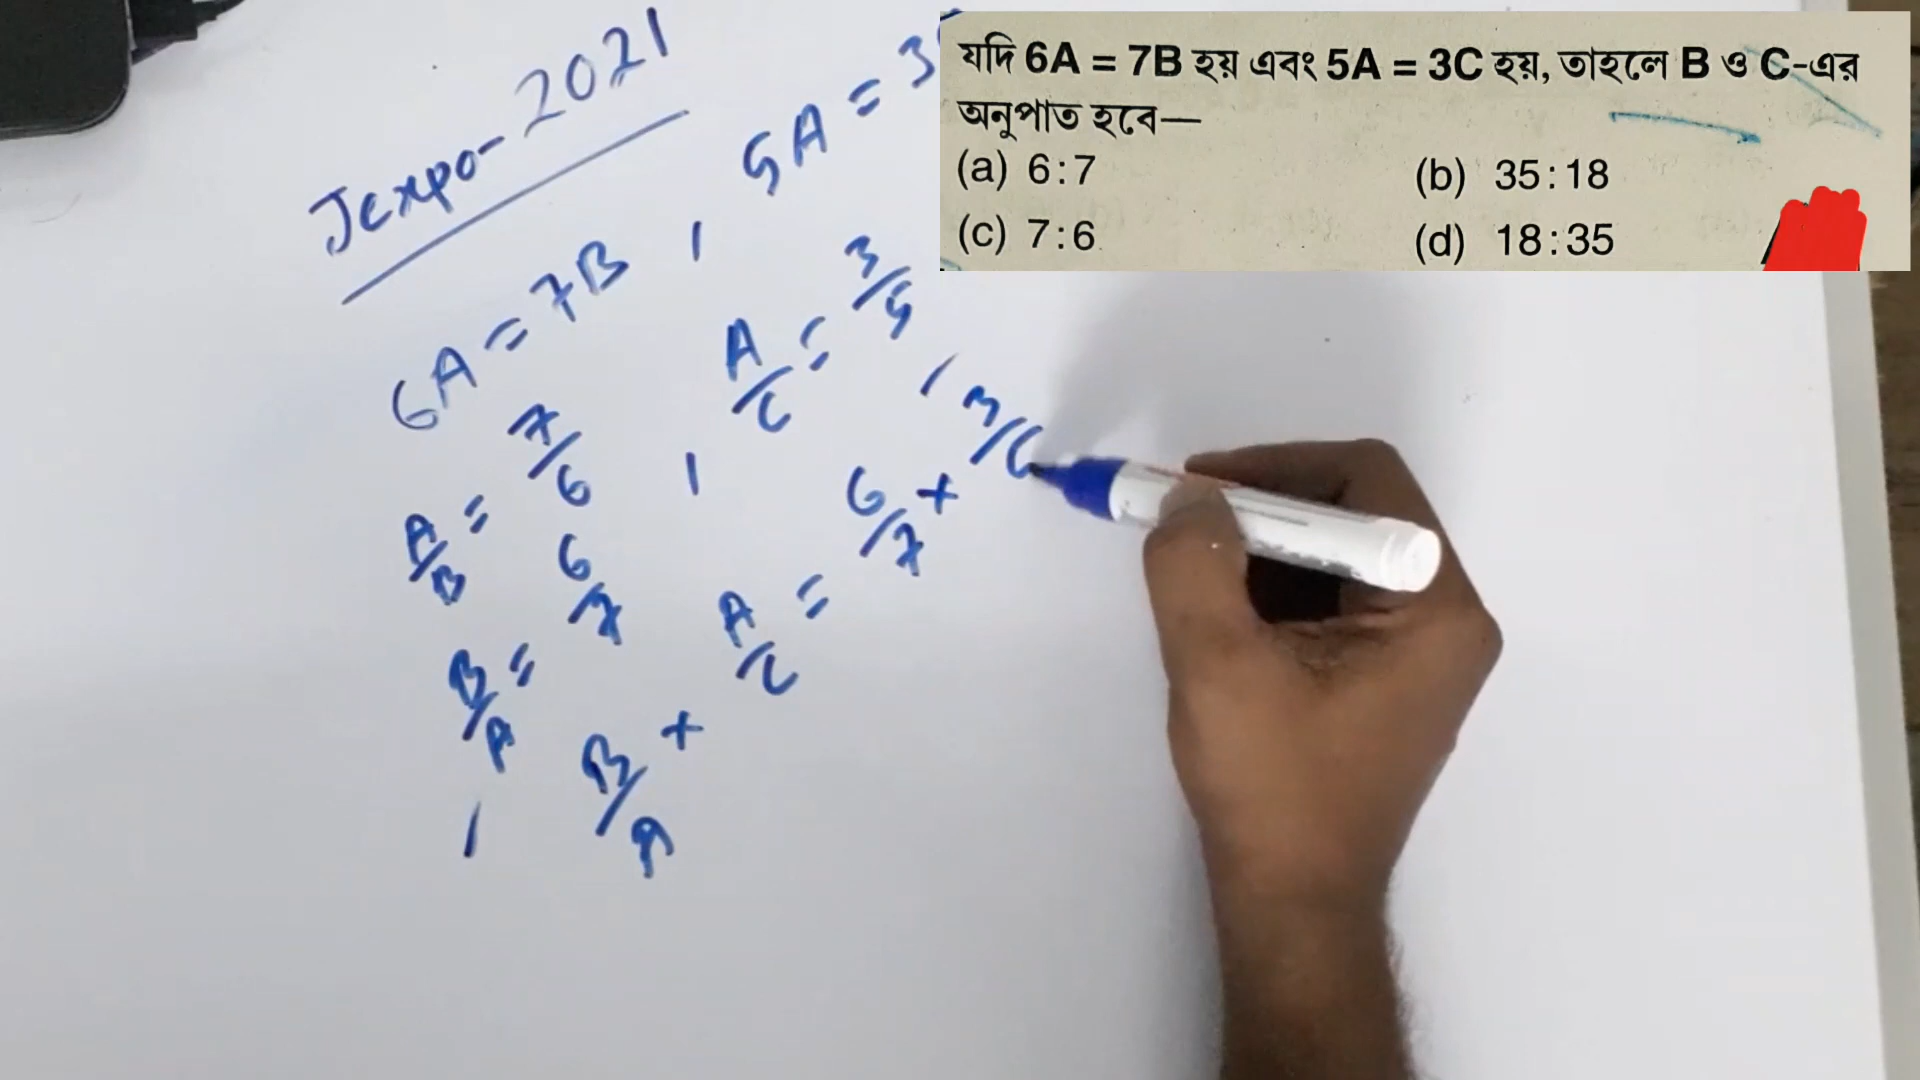 যদি 6A = 7B হয় এবং 5A = 3C হয়, তাহলে B ও C-এর
অনুপাত হবে—
(a) 6:7 (b) 35:18
(c) 7:6 (d) 18:35
Jexpo-2021
6A = 7B , 5A = 3
A/B = 7/6 , A/C = 3/5 ,
B/A = 6/7
, B/A × A/C = 6/7 × 3/